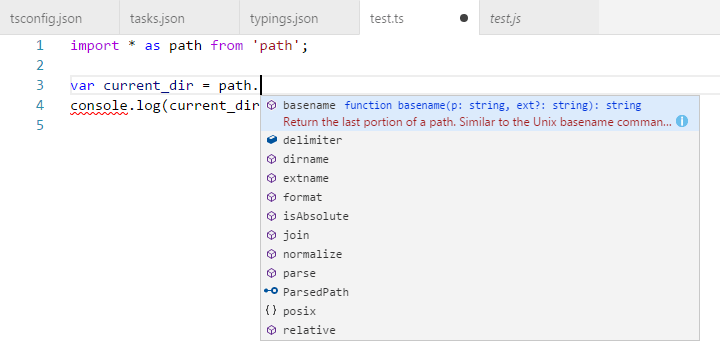 tsconfig.json tasks.json typings.json test.ts test.js
1 import * as path from 'path';
2
3 var current_dir = path.
4 console.log(current_dir
5
basename function basename(p: string, ext?: string): string
Return the last portion of a path. Similar to the Unix basename comman...
delimiter
dirname
extname
format
isAbsolute
join
normalize
parse
ParsedPath
{} posix
relative